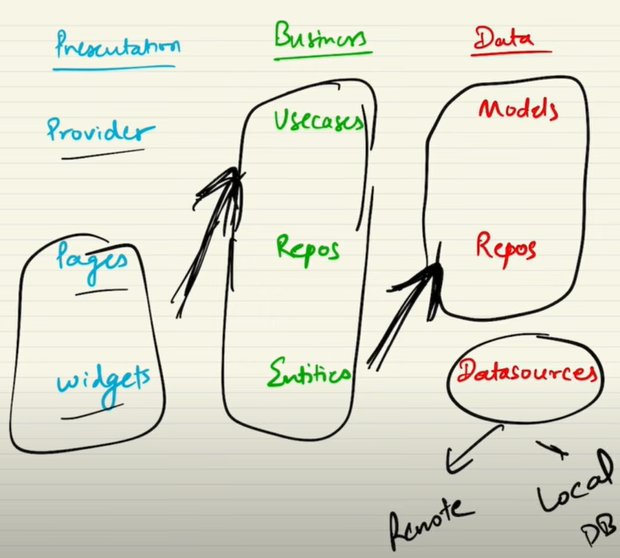 Presentation
Provider
Pages
Widgets
Business
Usecases
Repos
Entities
Data
Models
Repos
Datasources
Remote
Local
DB